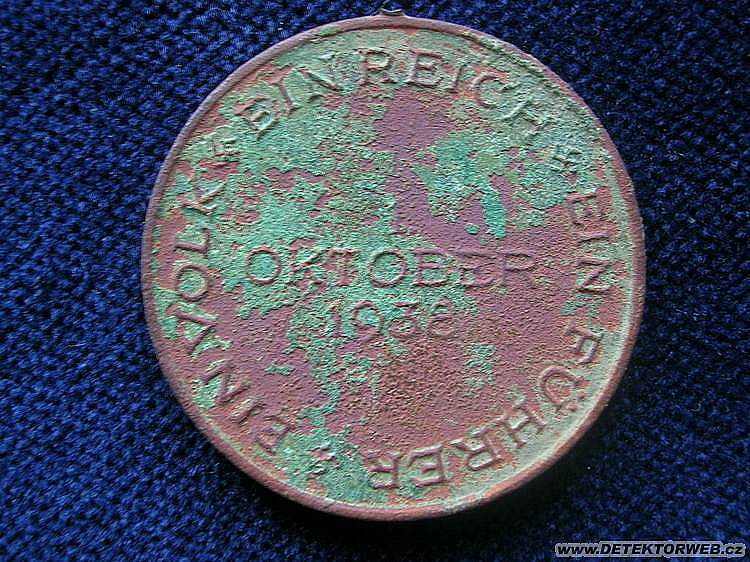 EIN VOLK * EIN REICH * EIN FÜHRER *
OKTOBER
1938
www.DETEKTORWEB.cz